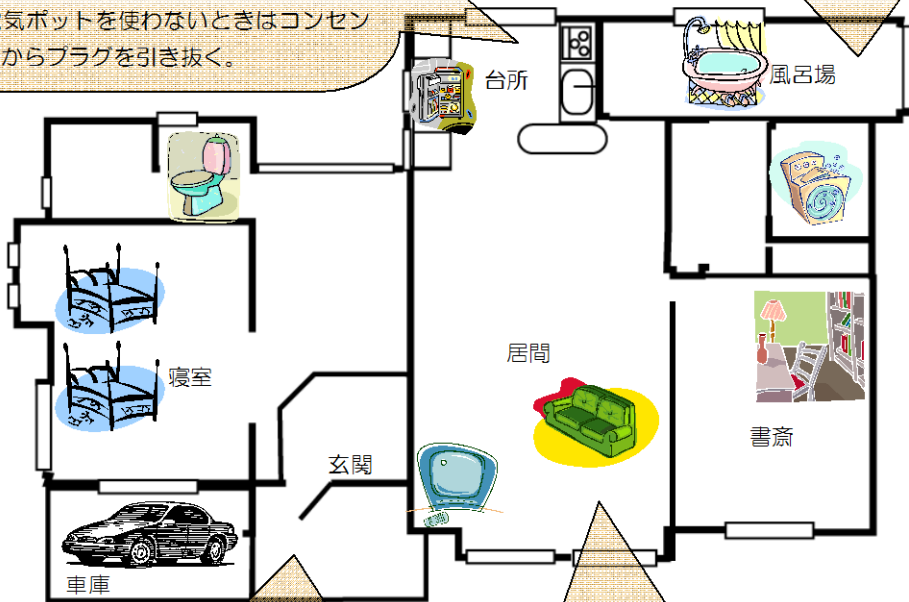 気ポットを使わないときはコンセン
からプラグを引き抜く。
台所
風呂場
居間
寝室
書斎
玄関
車庫